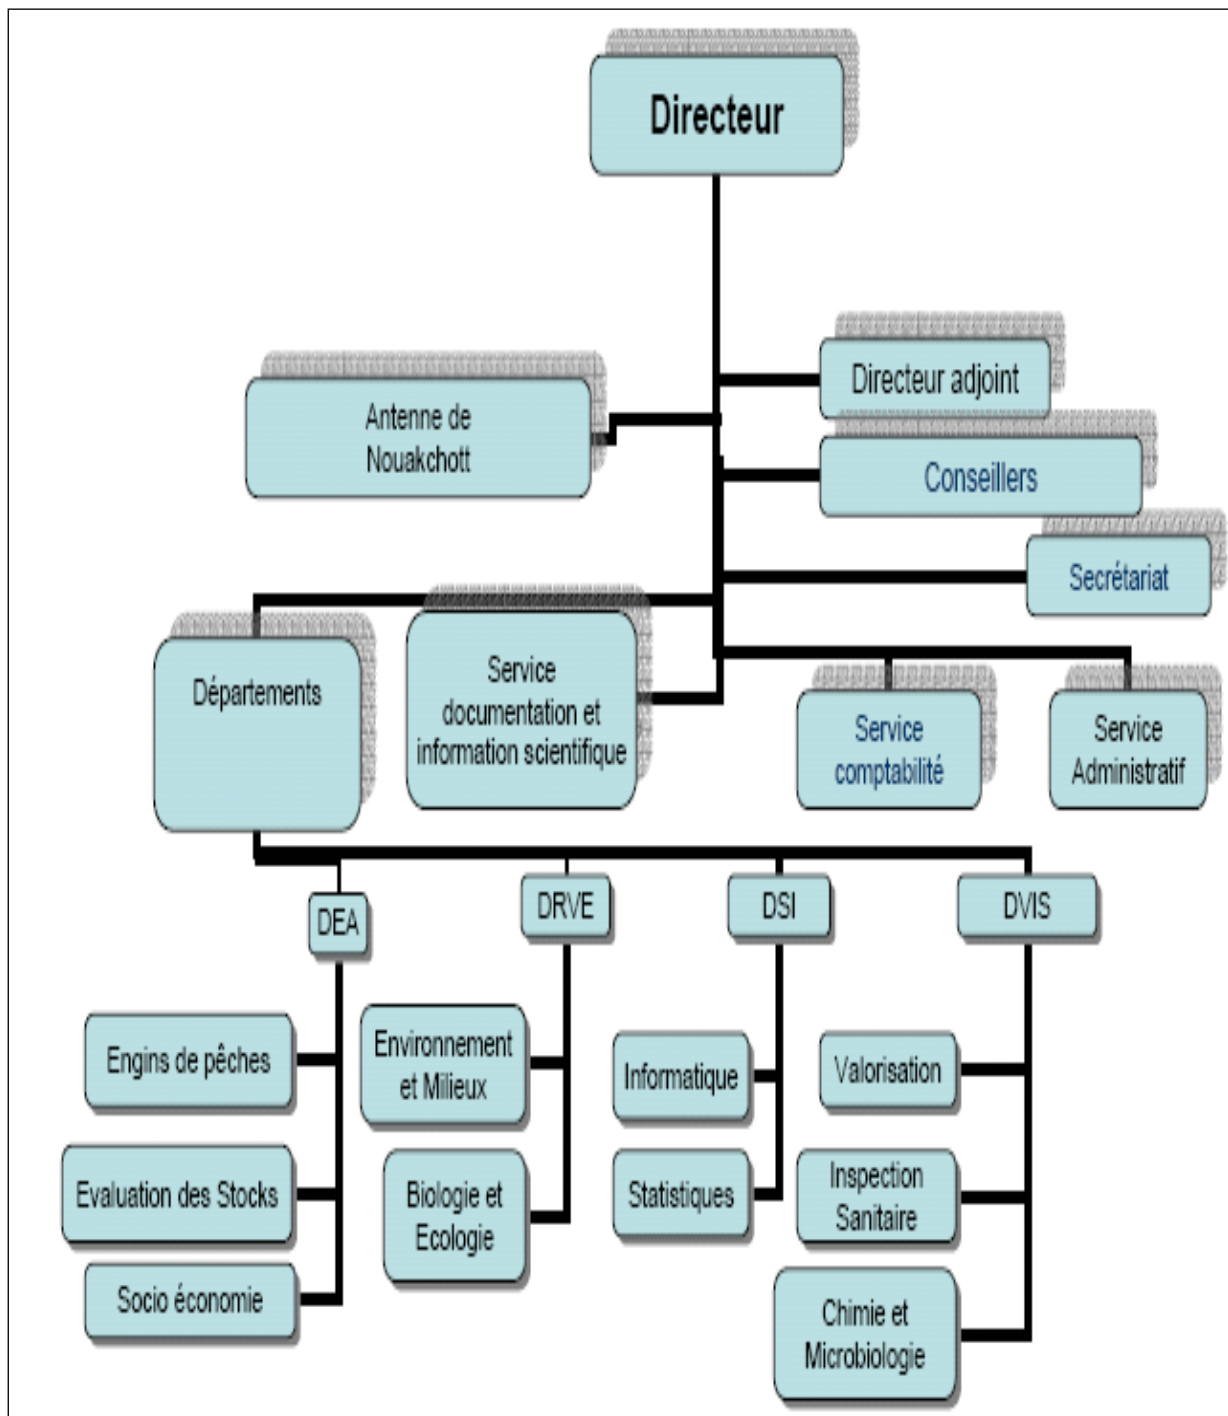 Directeur
Directeur adjoint
Antenne de
Nouakchott
Conseillers
Secrétariat
Départements
Service
documentation et
information scientifique
Service
comptabilité
Service
Administratif
DEA
DRVE
DSI
DVIS
Engins de pêches
Evaluation des Stocks
Socio économie
Environnement
et Milieux
Biologie et
Ecologie
Informatique
Statistiques
Valorisation
Inspection
Sanitaire
Chimie et
Microbiologie